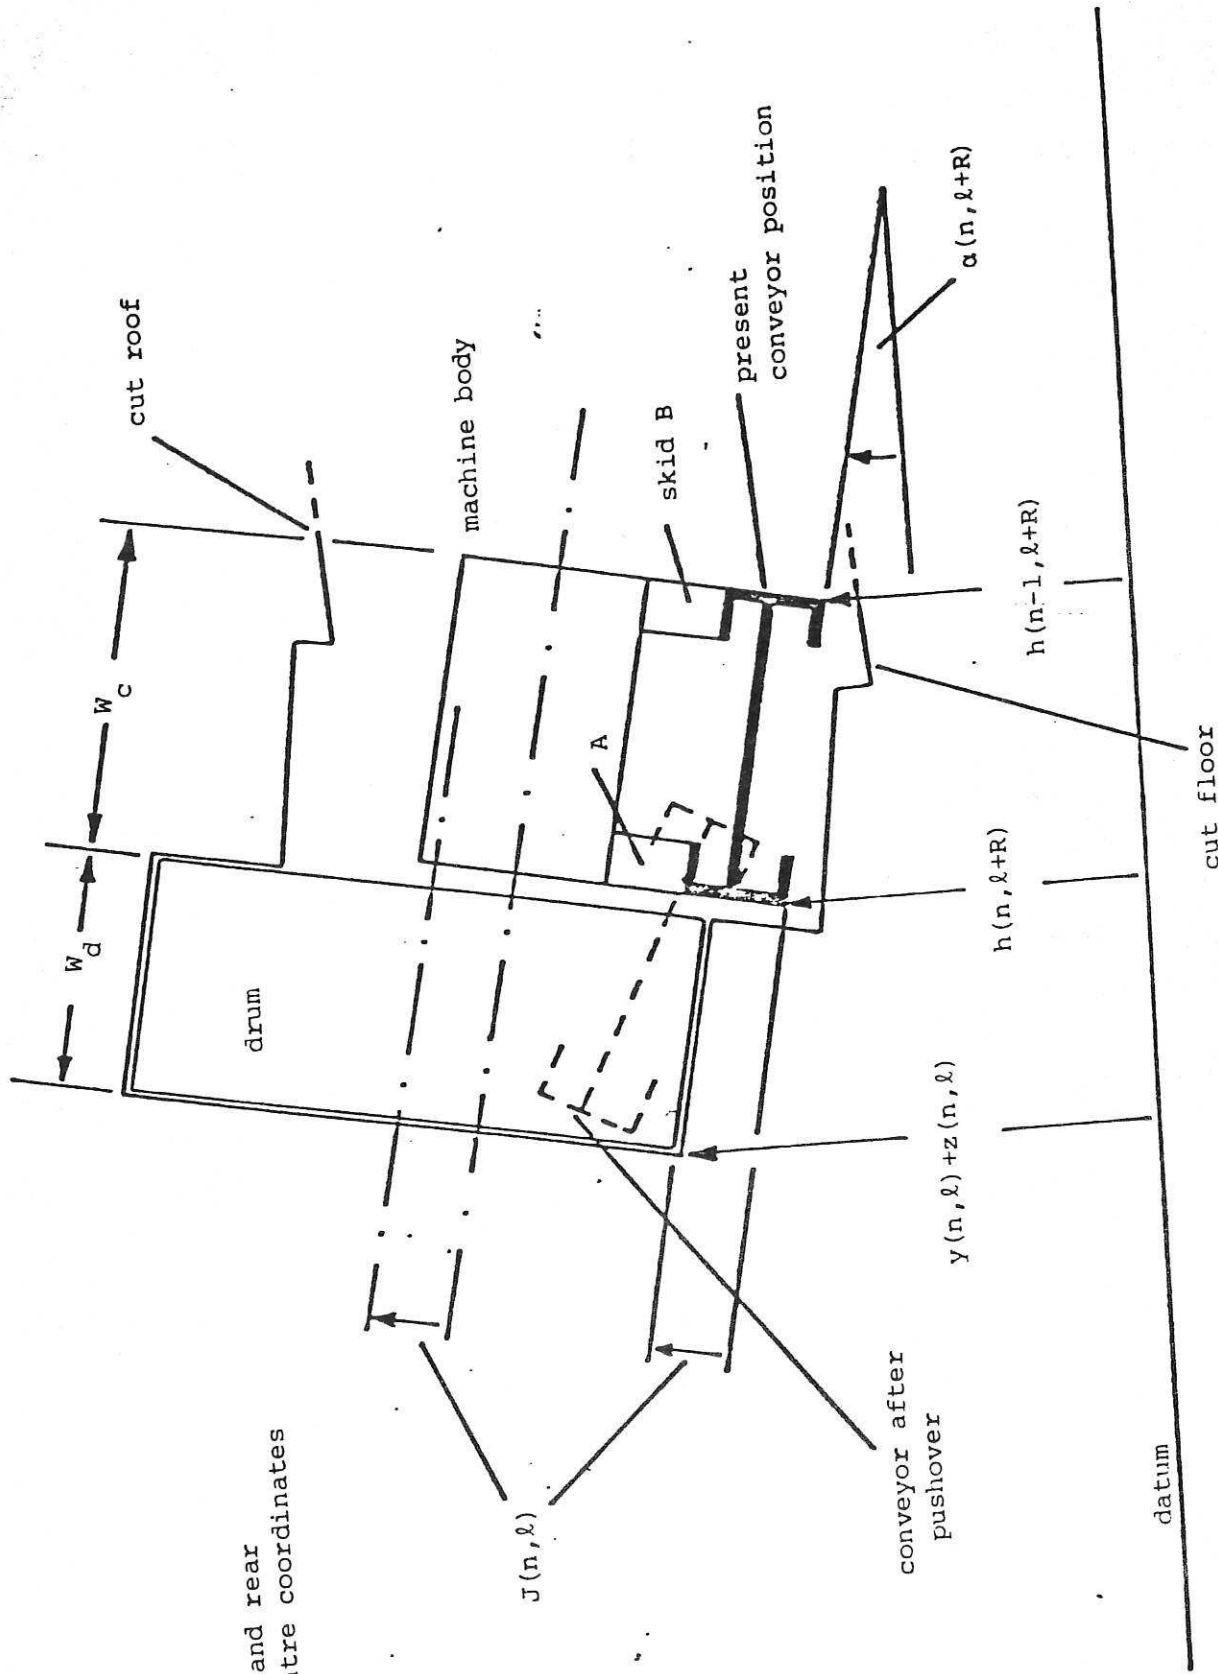 and rear
tre coordinates
W_d
W_c
cut roof
drum
machine body
A
skid B
present
conveyor position
J(n,ℓ)
α(n,ℓ+R)
conveyor after
pushover
y(n,ℓ)+z(n,ℓ)
h(n,ℓ+R)
h(n-1,ℓ+R)
cut floor
datum